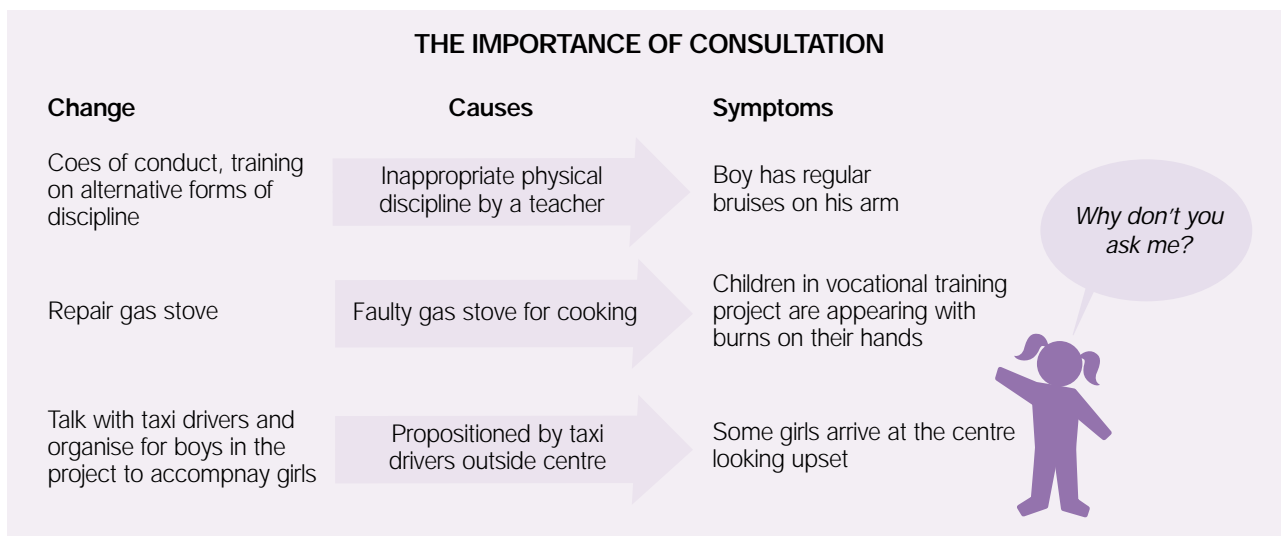 THE IMPORTANCE OF CONSULTATION
Change
Causes
Symptoms
Coes of conduct, training
on alternative forms of
discipline
Inappropriate physical
discipline by a teacher
Boy has regular
bruises on his arm
Why don't you
ask me?
Repair gas stove
Faulty gas stove for cooking
Children in vocational training
project are appearing with
burns on their hands
Talk with taxi drivers and
organise for boys in the
project to accompnay girls
Propositioned by taxi
drivers outside centre
Some girls arrive at the centre
looking upset